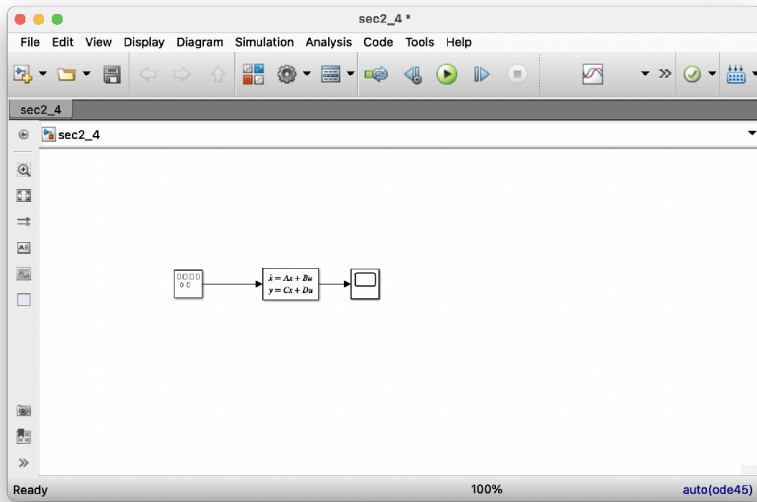 sec2_4 *
File Edit View Display Diagram Simulation Analysis Code Tools Help
sec2_4
sec2_4
ẋ = Ax + Bu
y = Cx + Du
Ready 100% auto(ode45)